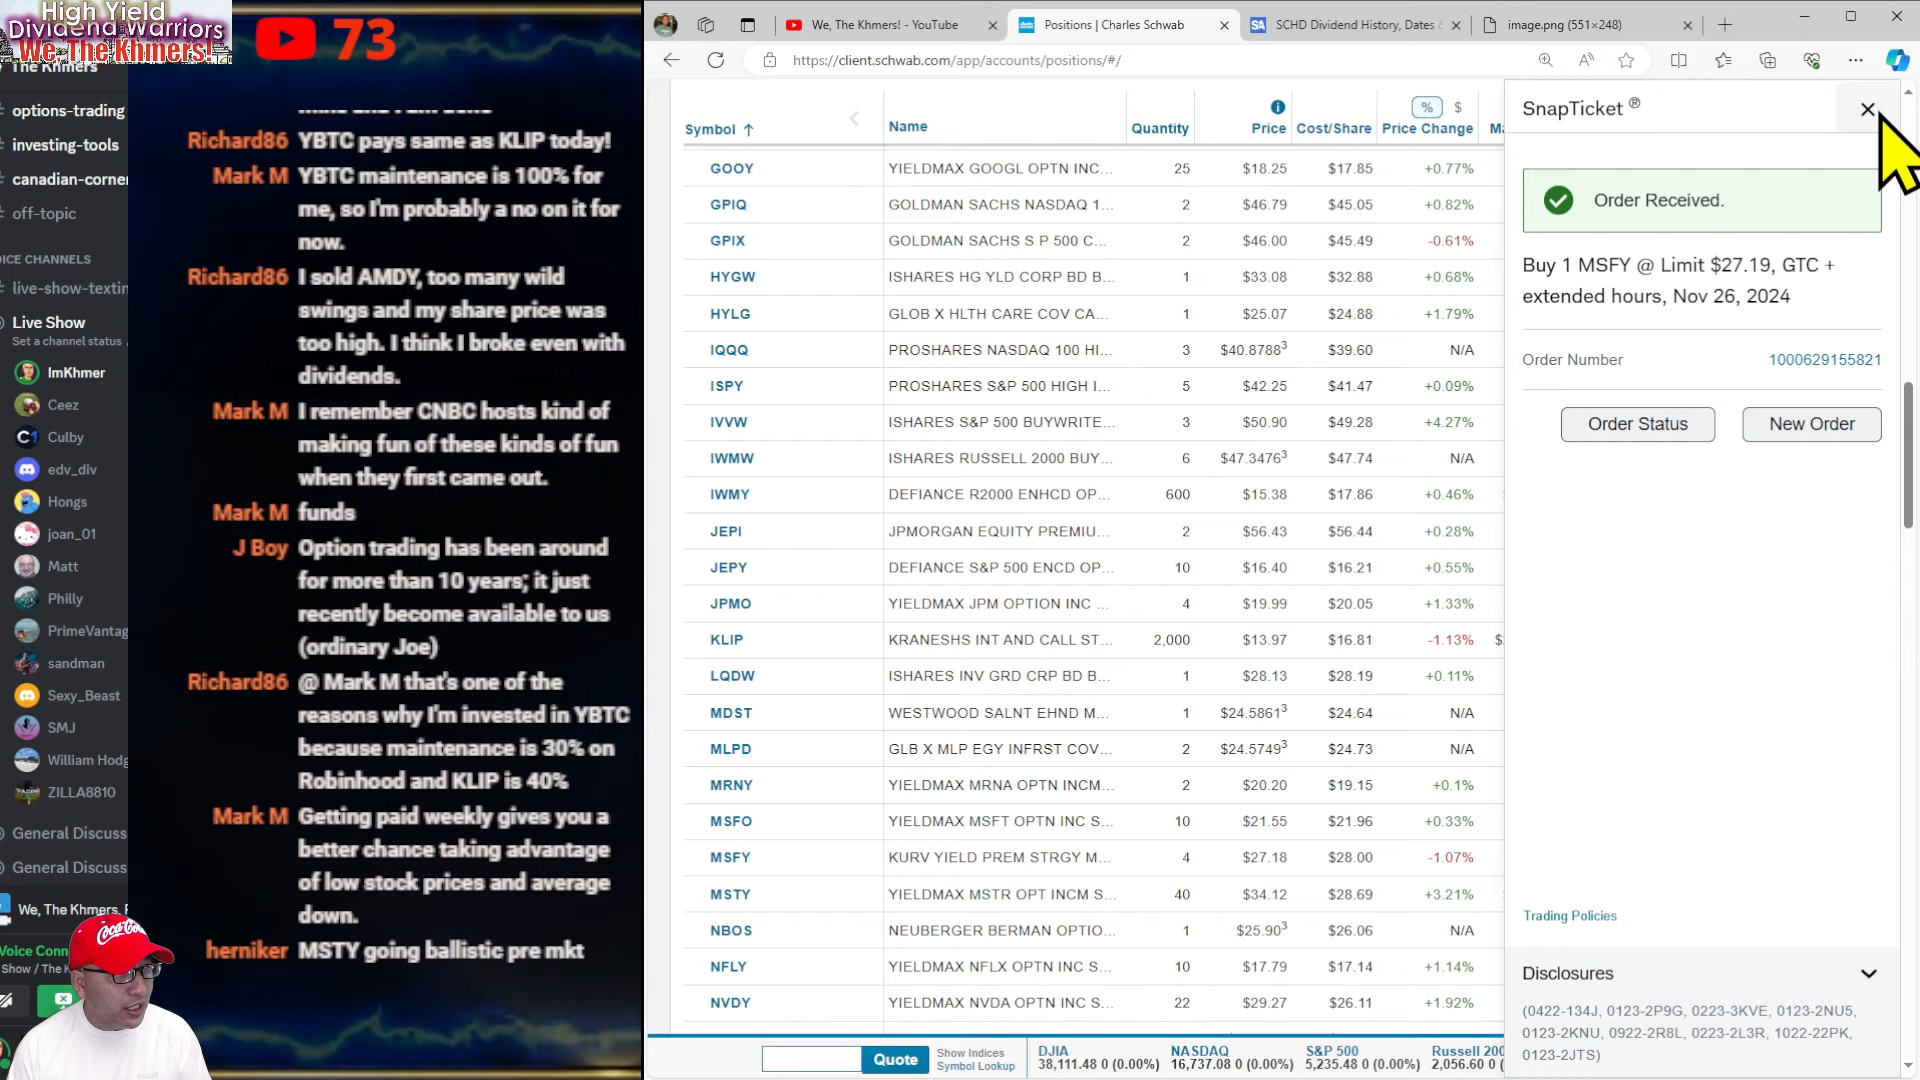 High Yield
Dividend Warriors
We The Khmers!
The Khmers
options-trading
investing-tools
canadian-corne
off-topic
OICE CHANNELS
live-show-textin
Live Show
Set a channel status
ImKhmer
Ceez
Culby
edv_div
Hongs
joan_01
Matt
Philly
PrimeVantag
sandman
Sexy_Beast
SMJ
William Hodg
ZILLA8810
General Discuss
General Discuss
We, The Khmers, F
Voice Conn
Show / The K
Coca-Cola
73
Richard86 YBTC pays same as KLIP today!
Mark M YBTC maintenance is 100% for
me, so I'm probably a no on it for
now.
Richard86 I sold AMDY, too many wild
swings and my share price was
too high. I think I broke even with
dividends.
Mark M I remember CNBC hosts kind of
making fun of these kinds of fun
when they first came out.
Mark M funds
J Boy Option trading has been around
for more than 10 years; it just
recently become available to us
(ordinary Joe)
Richard86 @ Mark M that's one of the
reasons why I'm invested in YBTC
because maintenance is 30% on
Robinhood and KLIP is 40%
Mark M Getting paid weekly gives you a
better chance taking advantage
of low stock prices and average
down.
herniker MSTY going ballistic pre mkt
We, The Khmers! - YouTube
Positions | Charles Schwab
SCHD Dividend History, Dates &
image.png (551×248)
https://client.schwab.com/app/accounts/positions/#/
Symbol Name Quantity Price Cost/Share % $ Price Change Ma
GOOY YIELDMAX GOOGL OPTN INC... 25 $18.25 $17.85 +0.77%
GPIQ GOLDMAN SACHS NASDAQ 1... 2 $46.79 $45.05 +0.82%
GPIX GOLDMAN SACHS S P 500 C... 2 $46.00 $45.49 -0.61%
HYGW ISHARES HG YLD CORP BD B... 1 $33.08 $32.88 +0.68%
HYLG GLOB X HLTH CARE COV CA... 1 $25.07 $24.88 +1.79%
IQQQ PROSHARES NASDAQ 100 HI... 3 $40.8788³ $39.60 N/A
ISPY PROSHARES S&P 500 HIGH I... 5 $42.25 $41.47 +0.09%
IVVW ISHARES S&P 500 BUYWRITE... 3 $50.90 $49.28 +4.27%
IWMW ISHARES RUSSELL 2000 BUY... 6 $47.3476³ $47.74 N/A
IWMY DEFIANCE R2000 ENHCD OP... 600 $15.38 $17.86 +0.46%
JEPI JPMORGAN EQUITY PREMIU... 2 $56.43 $56.44 +0.28%
JEPY DEFIANCE S&P 500 ENCD OP... 10 $16.40 $16.21 +0.55%
JPMO YIELDMAX JPM OPTION INC ... 4 $19.99 $20.05 +1.33%
KLIP KRANESHS INT AND CALL ST... 2,000 $13.97 $16.81 -1.13% $
LQDW ISHARES INV GRD CRP BD B... 1 $28.13 $28.19 +0.11%
MDST WESTWOOD SALNT EHND M... 1 $24.5861³ $24.64 N/A
MLPD GLB X MLP EGY INFRST COV... 2 $24.5749³ $24.73 N/A
MRNY YIELDMAX MRNA OPTN INCM... 2 $20.20 $19.15 +0.1%
MSFO YIELDMAX MSFT OPTN INC S... 10 $21.55 $21.96 +0.33%
MSFY KURV YIELD PREM STRGY M... 4 $27.18 $28.00 -1.07%
MSTY YIELDMAX MSTR OPT INCM S... 40 $34.12 $28.69 +3.21%
NBOS NEUBERGER BERMAN OPTIO... 1 $25.90³ $26.06 N/A
NFLY YIELDMAX NFLX OPTN INC S... 10 $17.79 $17.14 +1.14%
NVDY YIELDMAX NVDA OPTN INC S... 22 $29.27 $26.11 +1.92%
Quote
Show Indices
Symbol Lookup
DJIA NASDAQ S&P 500 Russell 200
38,111.48 0 (0.00%) 16,737.08 0 (0.00%) 5,235.48 0 (0.00%) 2,056.60 0 (0.00%)
SnapTicket ®
Order Received.
Buy 1 MSFY @ Limit $27.19, GTC +
extended hours, Nov 26, 2024
Order Number 1000629155821
Order Status New Order
Trading Policies
Disclosures
(0422-134J, 0123-2P9G, 0223-3KVE, 0123-2NU5,
0123-2KNU, 0922-2R8L, 0223-2L3R, 1022-22PK,
0123-2JTS)